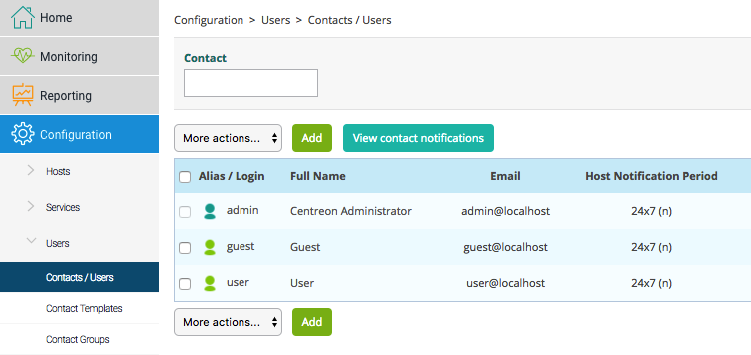 Home
Monitoring
Reporting
Configuration
Hosts
Services
Users
Contacts / Users
Contact Templates
Contact Groups
Configuration > Users > Contacts / Users
Contact
More actions... Add View contact notifications
Alias / Login Full Name Email Host Notification Period
admin Centreon Administrator admin@localhost 24x7 (n)
guest Guest guest@localhost 24x7 (n)
user User user@localhost 24x7 (n)
More actions... Add